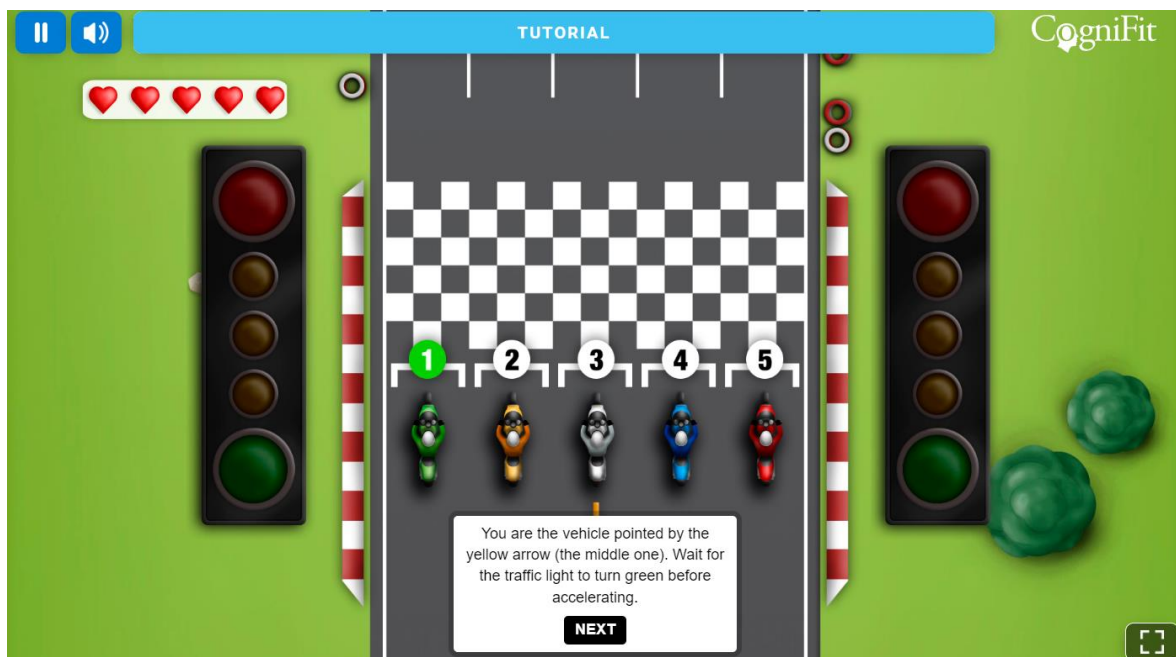 TUTORIAL
CogniFit
1 2 3 4 5
You are the vehicle pointed by the
yellow arrow (the middle one). Wait for
the traffic light to turn green before
accelerating.
NEXT